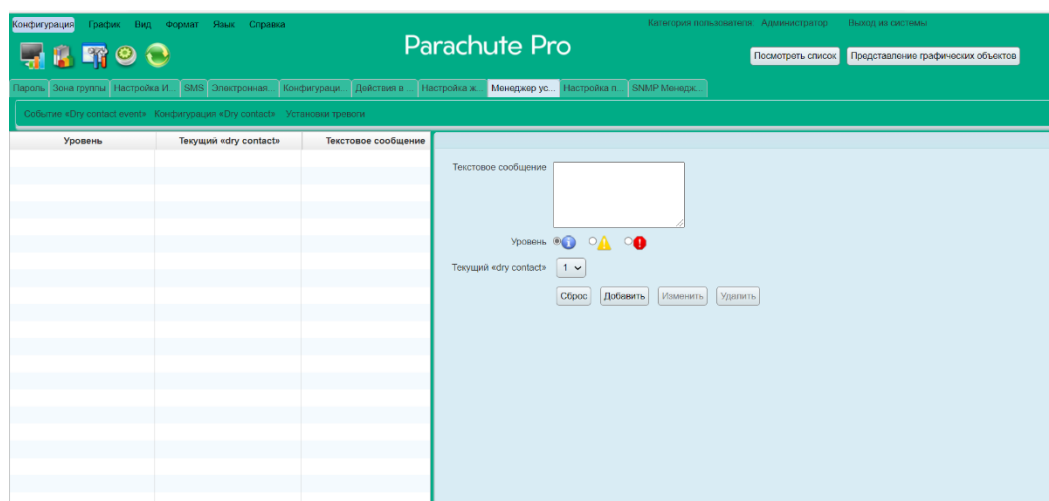 Конфигурация График Вид Формат Язык Справка
Категория пользователя Администратор Выход из системы
Parachute Pro
Посмотреть список Представление графических объектов
Пароль Зона группы Настройка И... SMS Электронная... Конфигураци... Действия в ... Настройка ж... Менеджер ус... Настройка п... SNMP Менедж...
Событие «Dry contact event» Конфигурация «Dry contact» Установки тревоги
Уровень Текущий «dry contact» Текстовое сообщение
Текстовое сообщение
Уровень
Текущий «dry contact» 1
Сброс Добавить Изменить Удалить